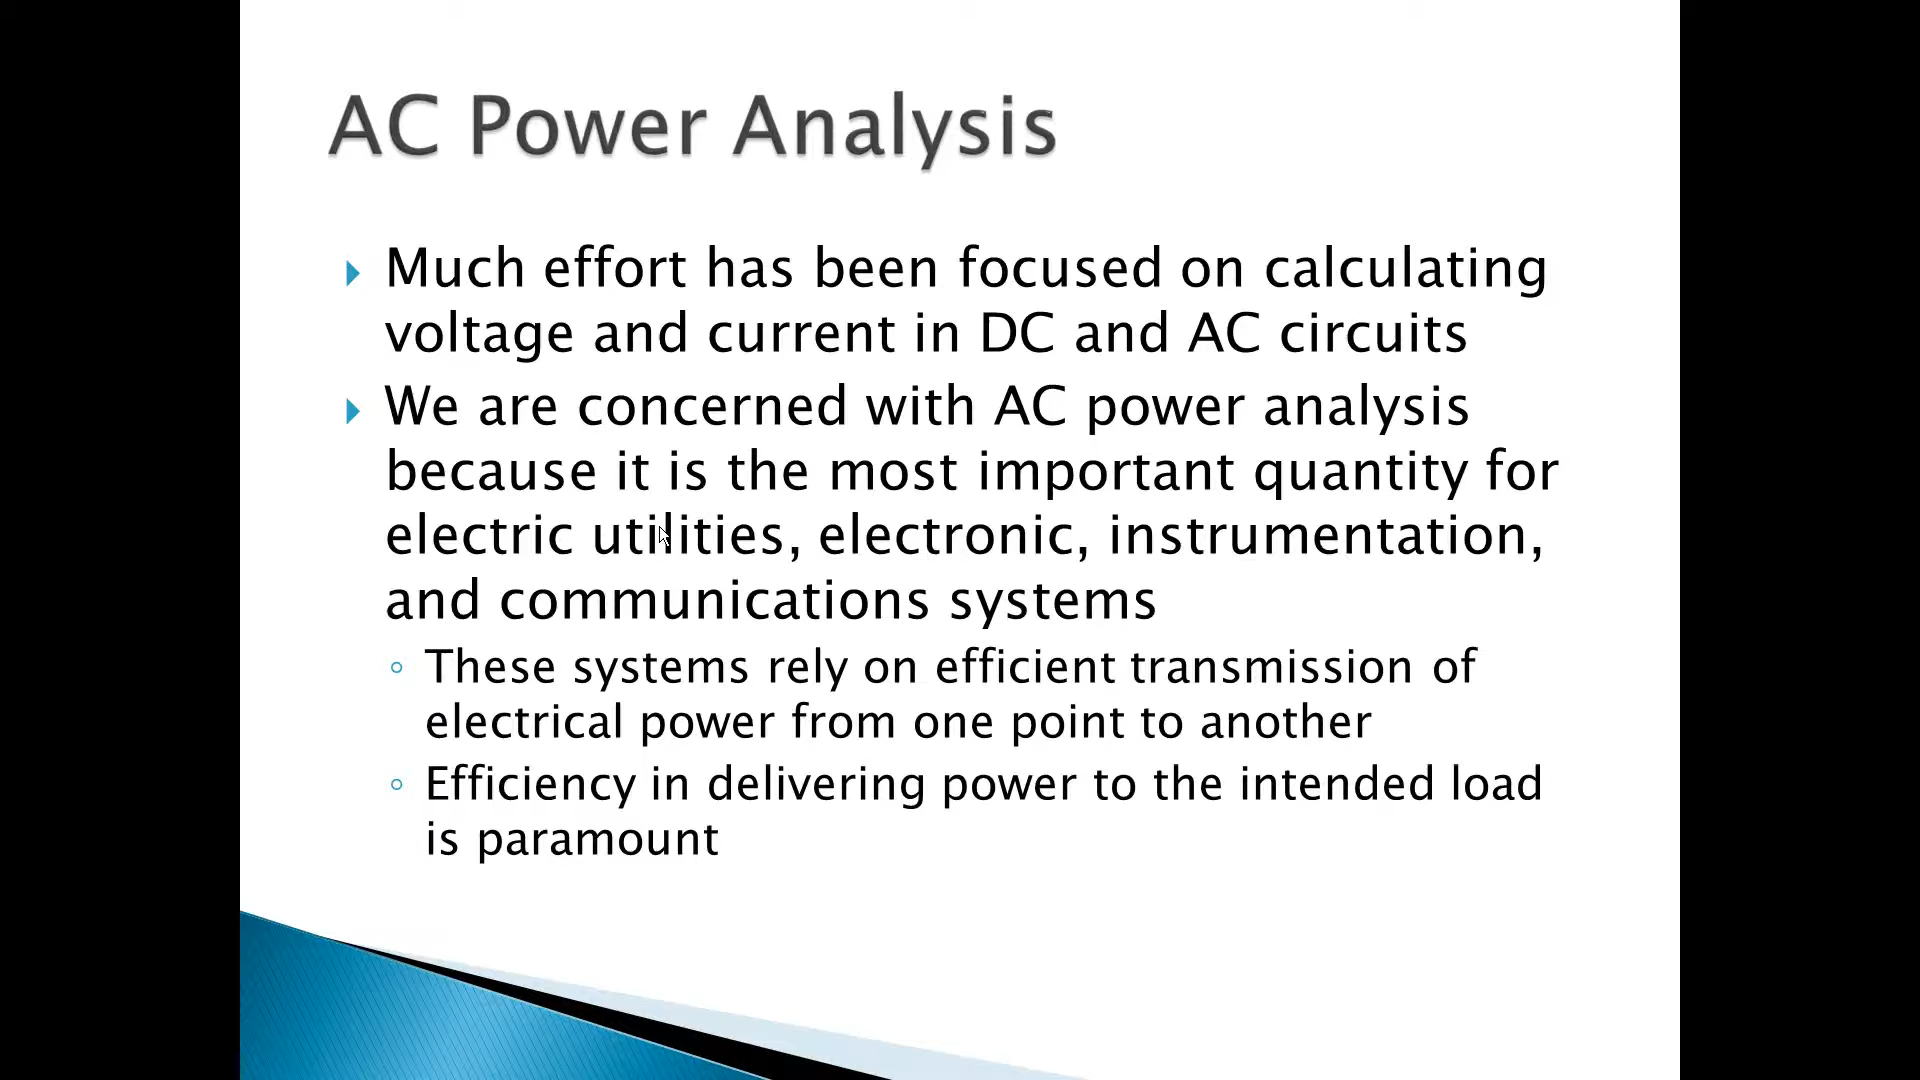 AC Power Analysis
Much effort has been focused on calculating
voltage and current in DC and AC circuits
We are concerned with AC power analysis
because it is the most important quantity for
electric utilities, electronic, instrumentation,
and communications systems
These systems rely on efficient transmission of
electrical power from one point to another
Efficiency in delivering power to the intended load
is paramount